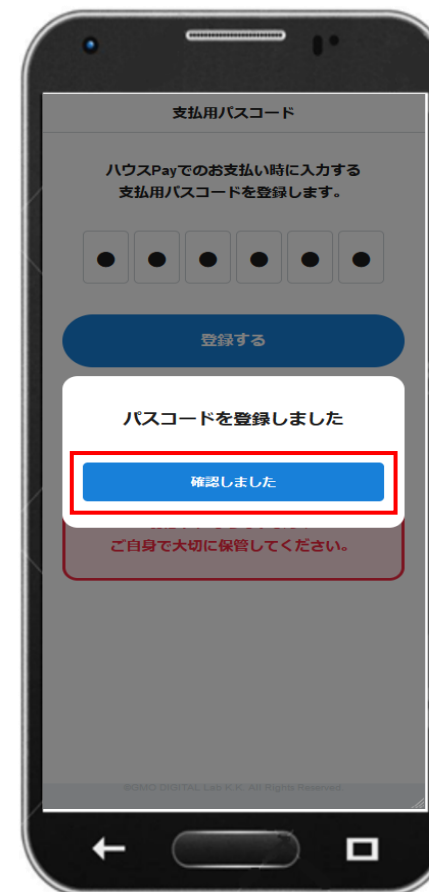 支払用パスコード
ハウスPayでのお支払い時に入力する
支払用パスコードを登録します。
登録する
パスコードを登録しました
確認しました
ご自身で大切に保管してください。
©GMO DIGITAL Lab K.K. All Rights Reserved.